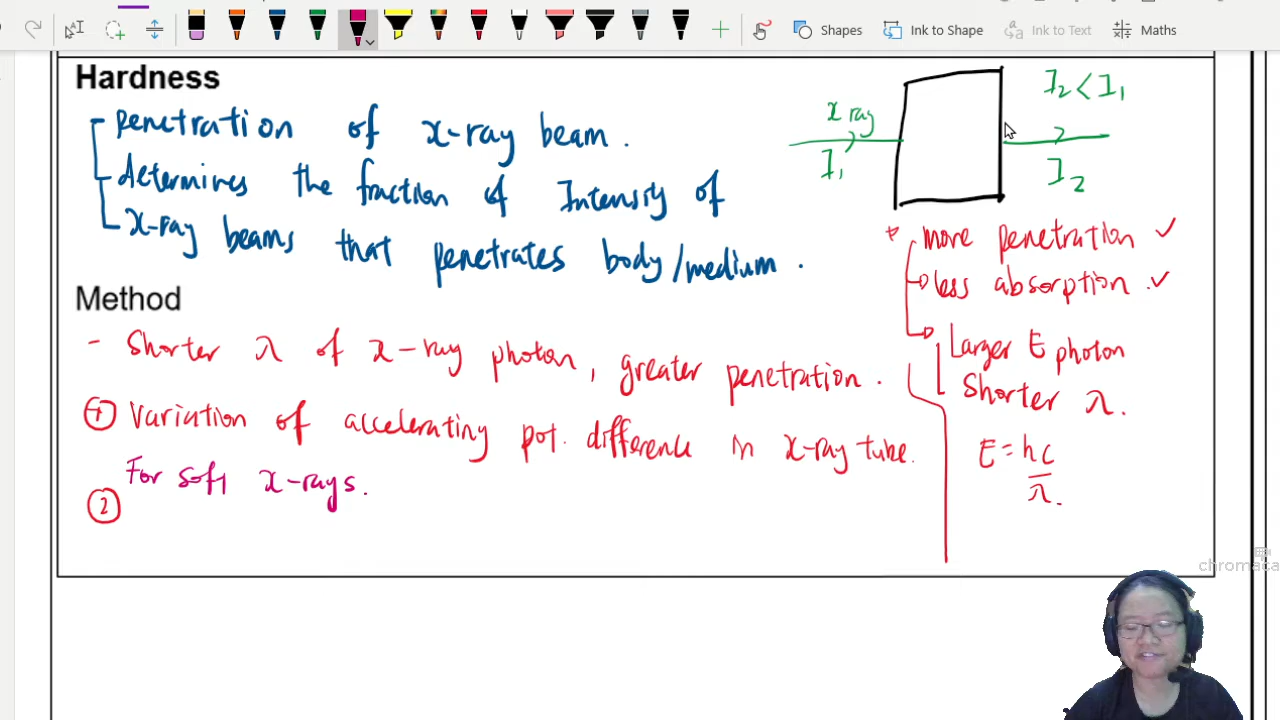 Shapes
Ink to Shape
Ink to Text
Maths
Hardness
penetration of x-ray beam.
determines the fraction of Intensity of
x-ray beams that penetrates body/medium.
x ray
I₁
I₂ < I₁
I₂
* more penetration ✓
less absorption. ✓
Larger E photon
Shorter λ.
E = hc
λ.
Method
- Shorter λ of x-ray photon, greater penetration.
① Variation of accelerating pot. difference in x-ray tube.
For soft x-rays.
②
chromaca